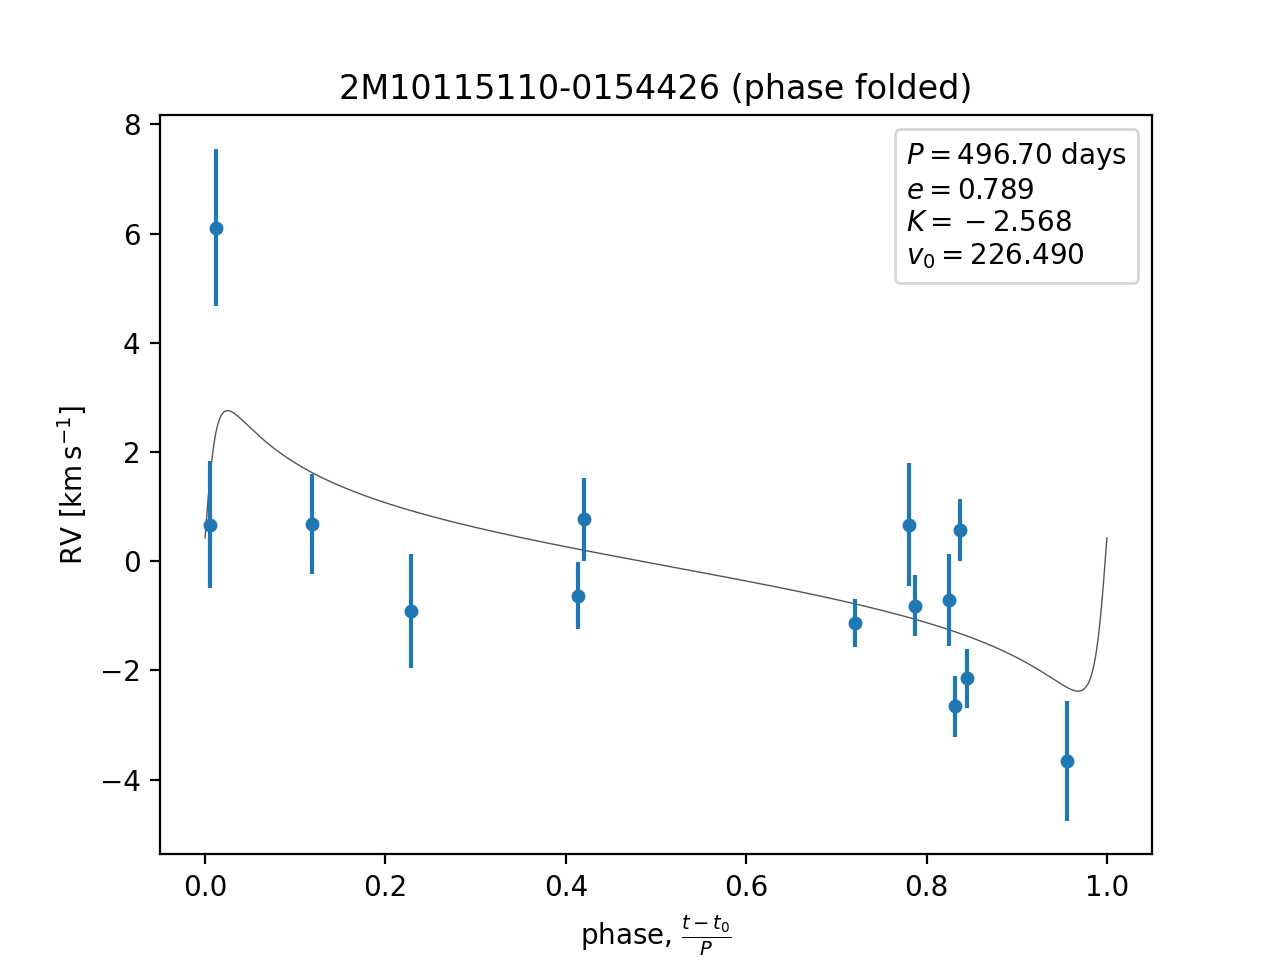 2M10115110-0154426 (phase folded)
P = 496.70 days
e = 0.789
K = −2.568
v₀ = 226.490
8
6
4
2
0
−2
−4
RV [km s⁻¹]
0.0 0.2 0.4 0.6 0.8 1.0
phase, (t − t₀)/P